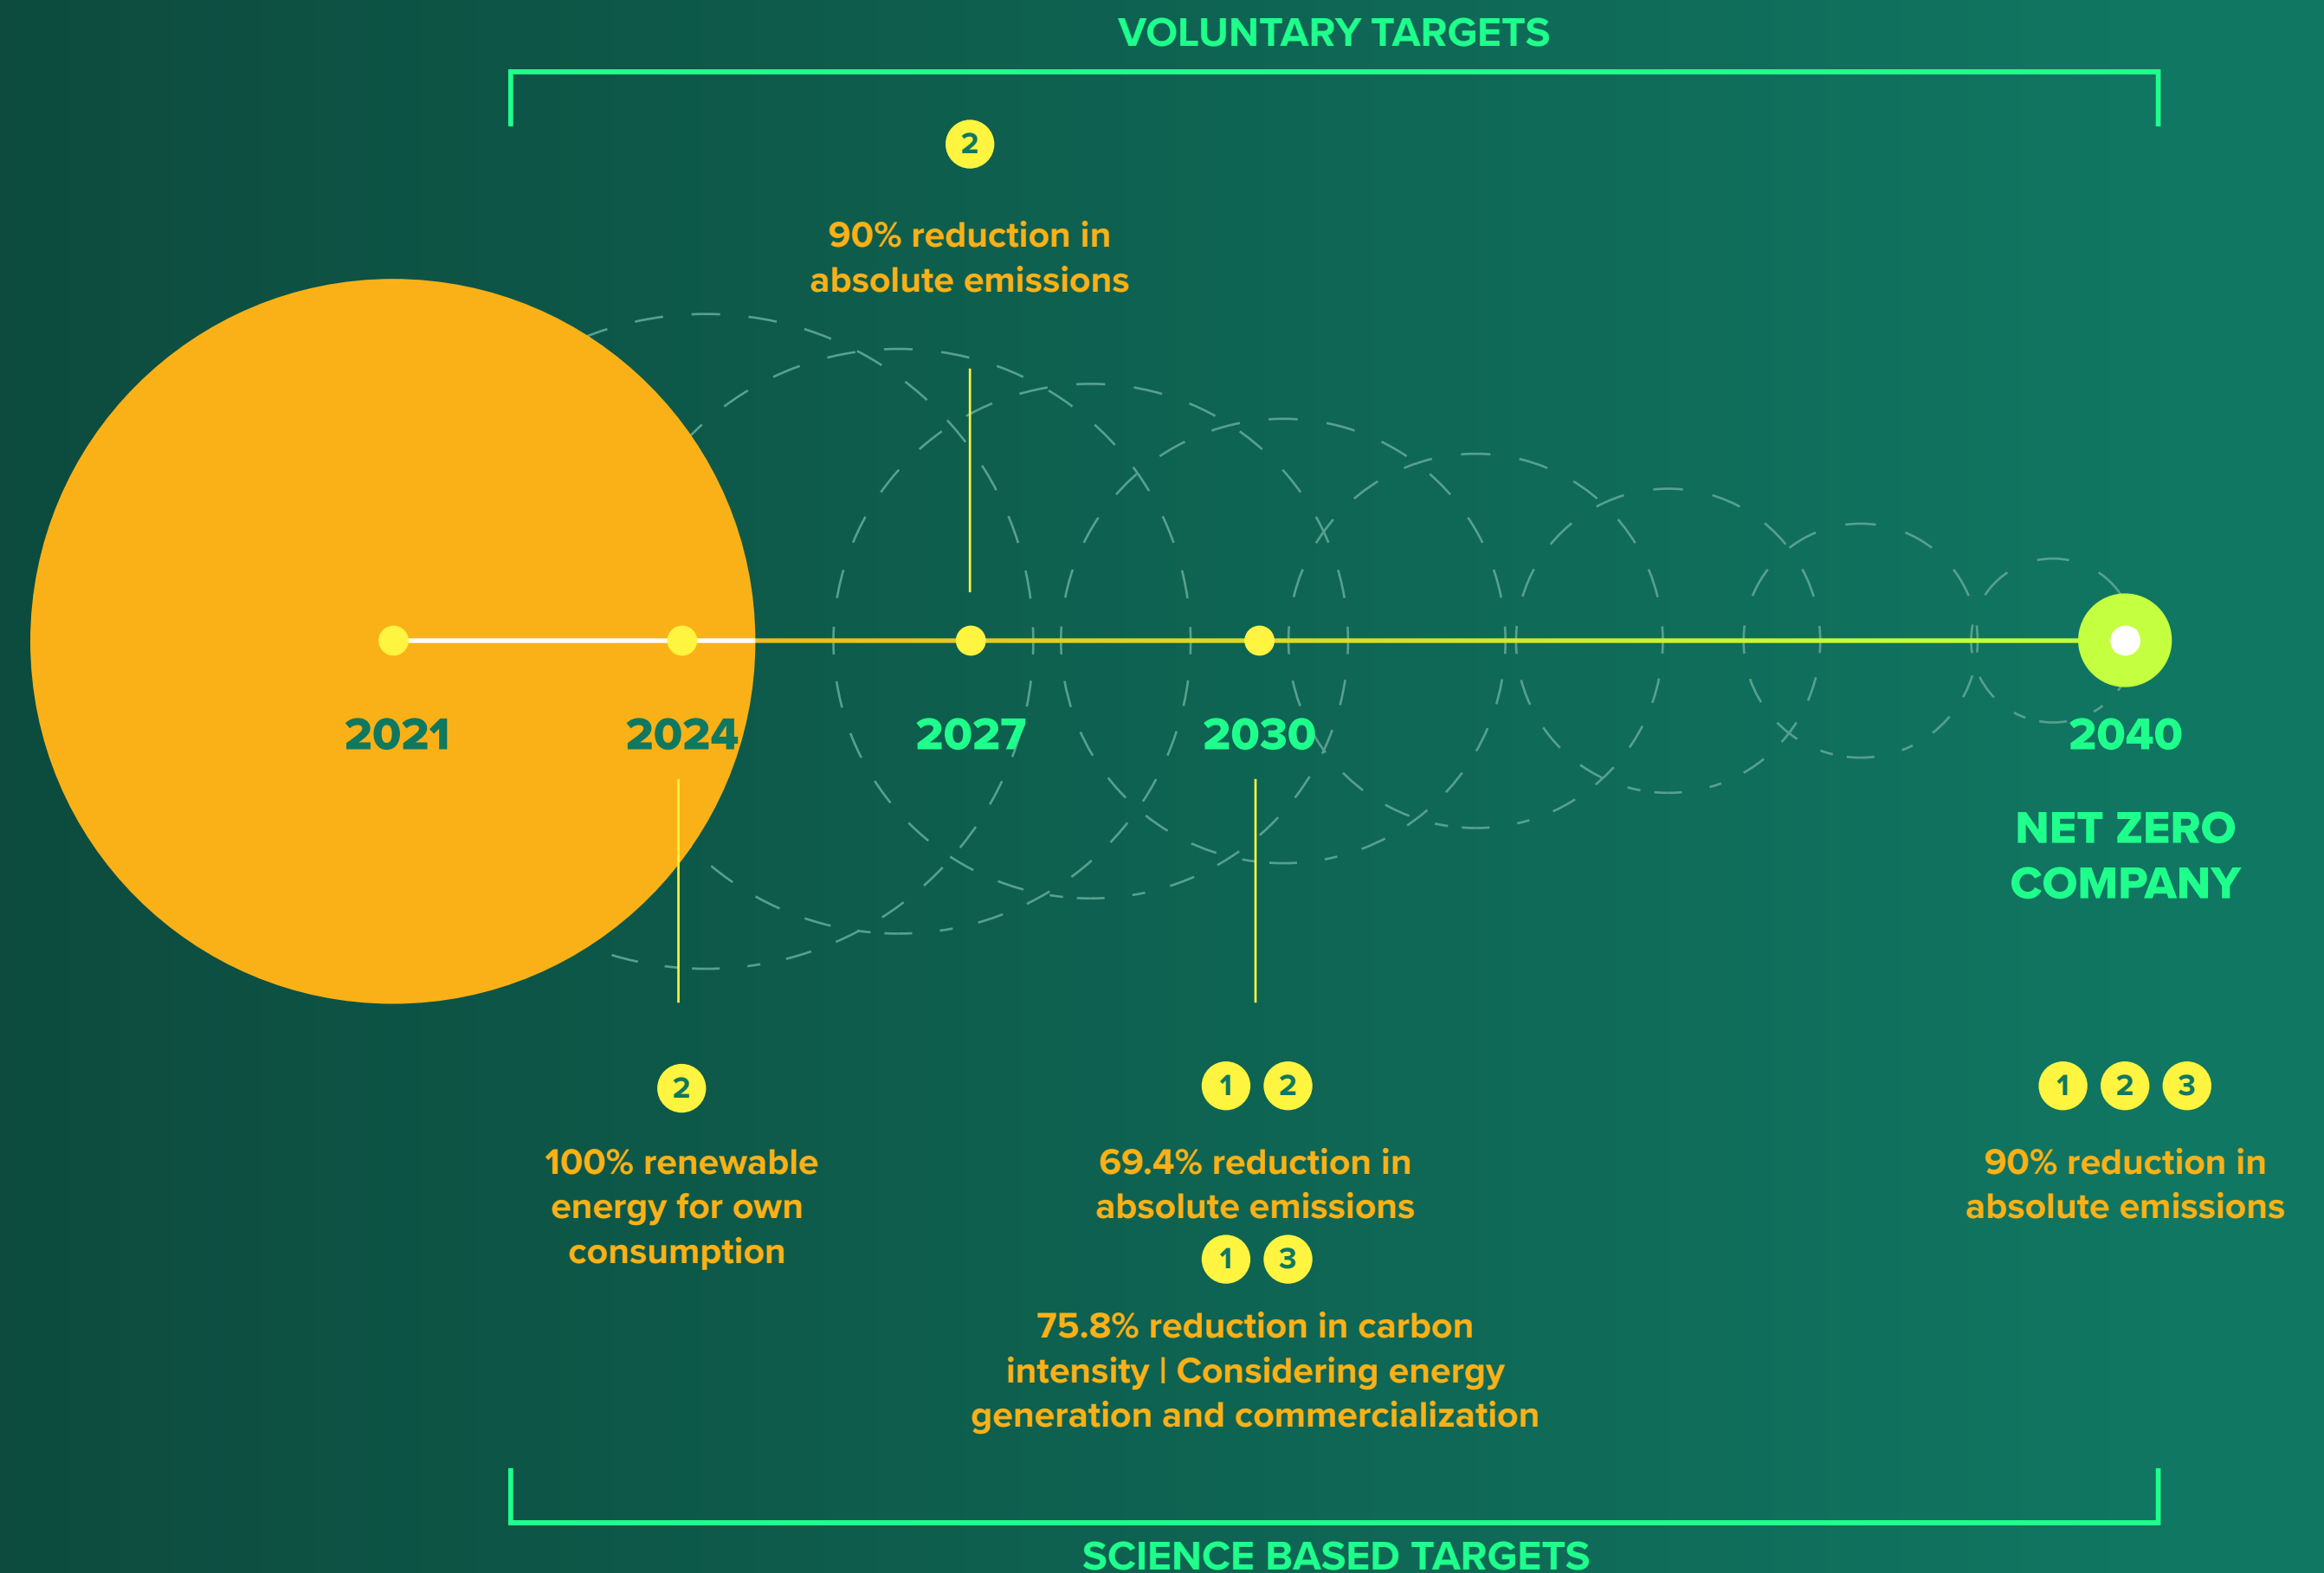 VOLUNTARY TARGETS
2
90% reduction in
absolute emissions
2021
2024
2027
2030
2040
NET ZERO
COMPANY
2
100% renewable
energy for own
consumption
1 2
69.4% reduction in
absolute emissions
1 3
75.8% reduction in carbon
intensity | Considering energy
generation and commercialization
1 2 3
90% reduction in
absolute emissions
SCIENCE BASED TARGETS